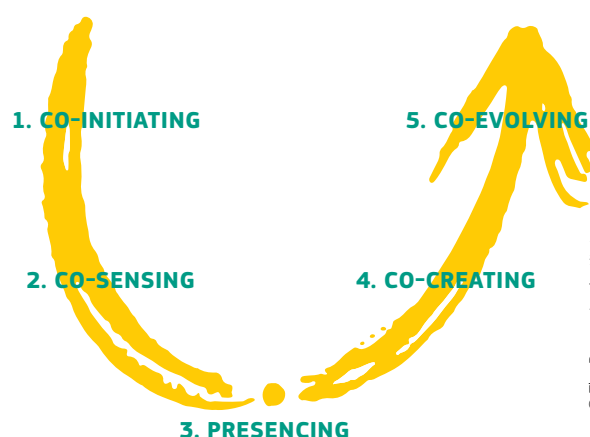 1. CO-INITIATING
5. CO-EVOLVING
2. CO-SENSING
4. CO-CREATING
3. PRESENCING